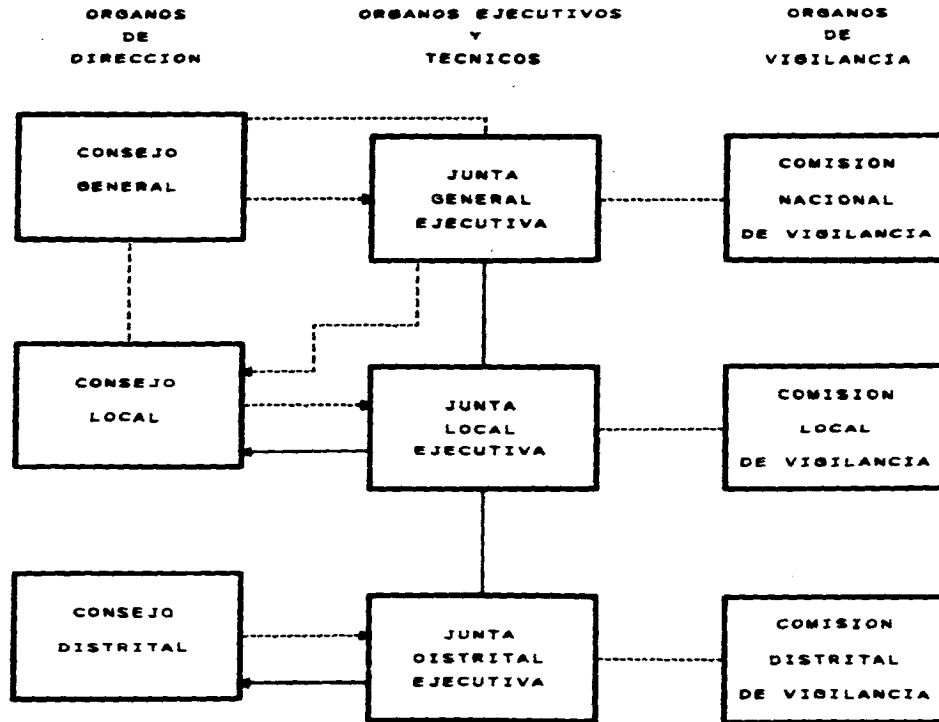 ORGANOS
DE
DIRECCION
ORGANOS EJECUTIVOS
Y
TECNICOS
ORGANOS
DE
VIGILANCIA
CONSEJO
GENERAL
JUNTA
GENERAL
EJECUTIVA
COMISION
NACIONAL
DE VIGILANCIA
CONSEJO
LOCAL
JUNTA
LOCAL
EJECUTIVA
COMISION
LOCAL
DE VIGILANCIA
CONSEJO
DISTRITAL
JUNTA
DISTRITAL
EJECUTIVA
COMISION
DISTRITAL
DE VIGILANCIA